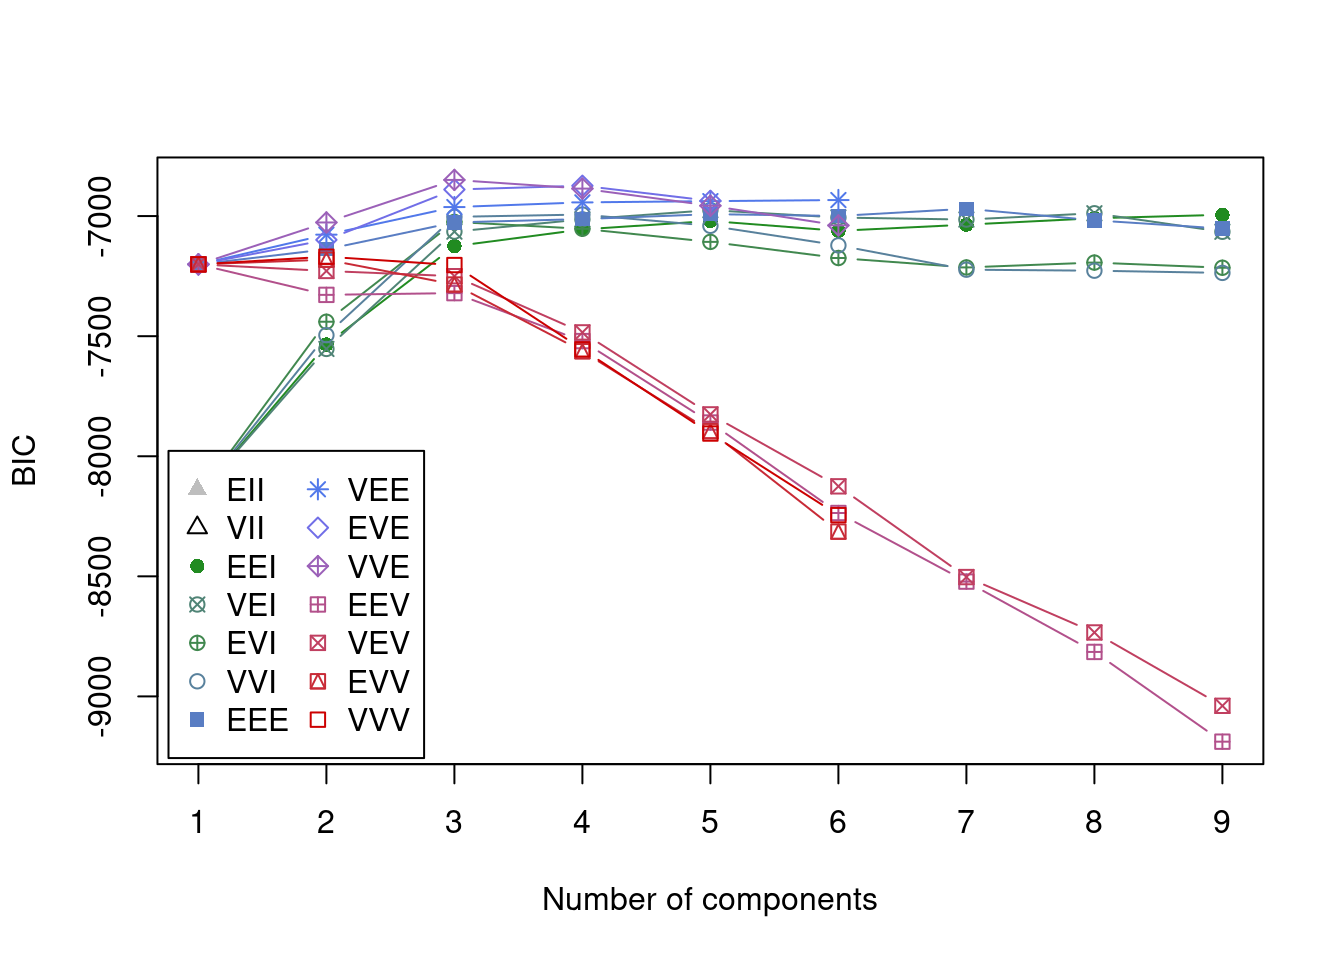 -7000
-7500
-8000
-8500
-9000
BIC
EII VEE
VII EVE
EEI VVE
VEI EEV
EVI VEV
VVI EVV
EEE VVV
1 2 3 4 5 6 7 8 9
Number of components